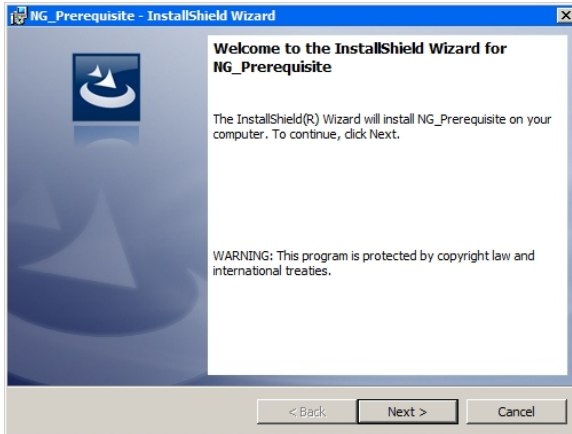 NG_Prerequisite - InstallShield Wizard
Welcome to the InstallShield Wizard for
NG_Prerequisite
The InstallShield(R) Wizard will install NG_Prerequisite on your
computer. To continue, click Next.
WARNING: This program is protected by copyright law and
international treaties.
< Back
Next >
Cancel